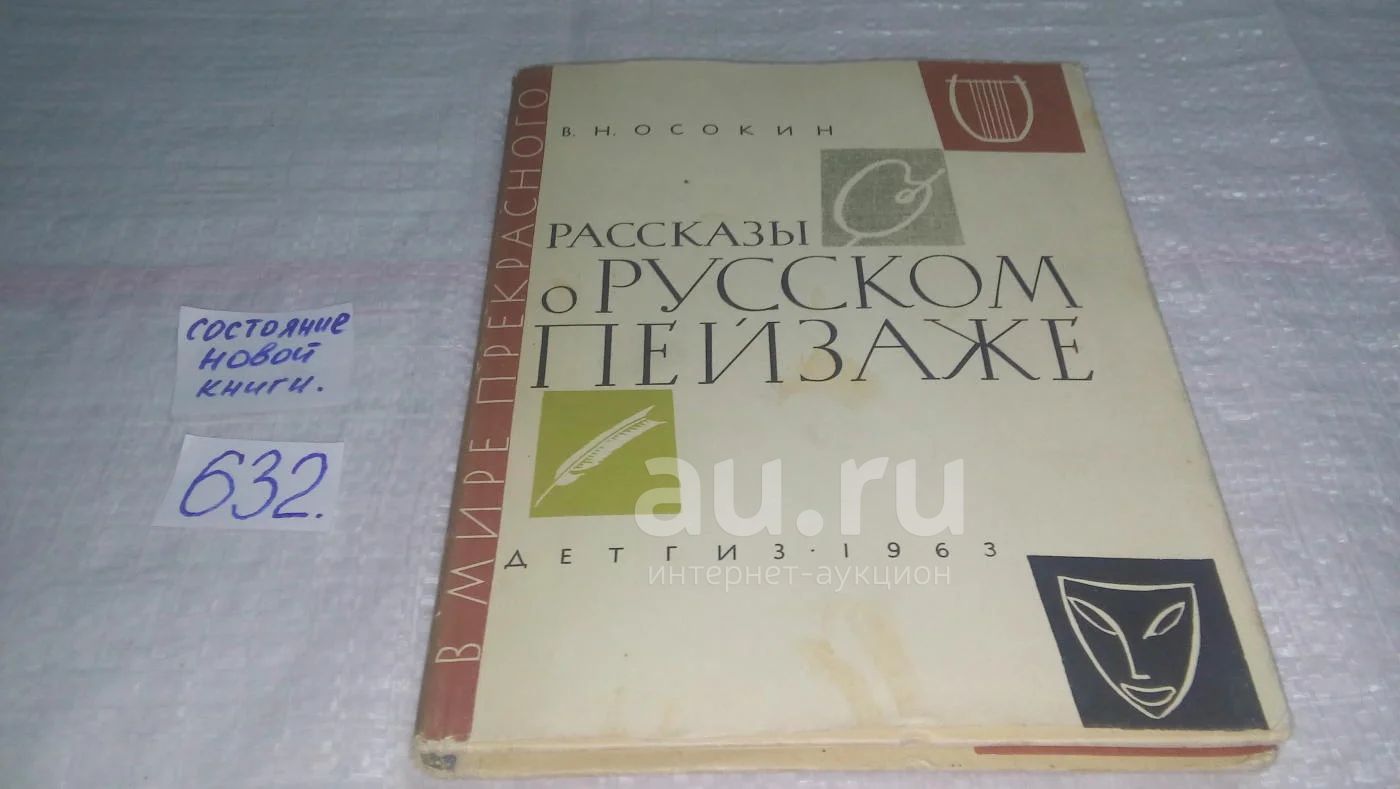 В МИРЕ ПРЕКРАСНОГО
В. Н. ОСОКИН
РАССКАЗЫ
О РУССКОМ
ПЕЙЗАЖЕ
ДЕТГИЗ · 1963
состояние
новой
книги.
632.
au.ru
интернет-аукцион